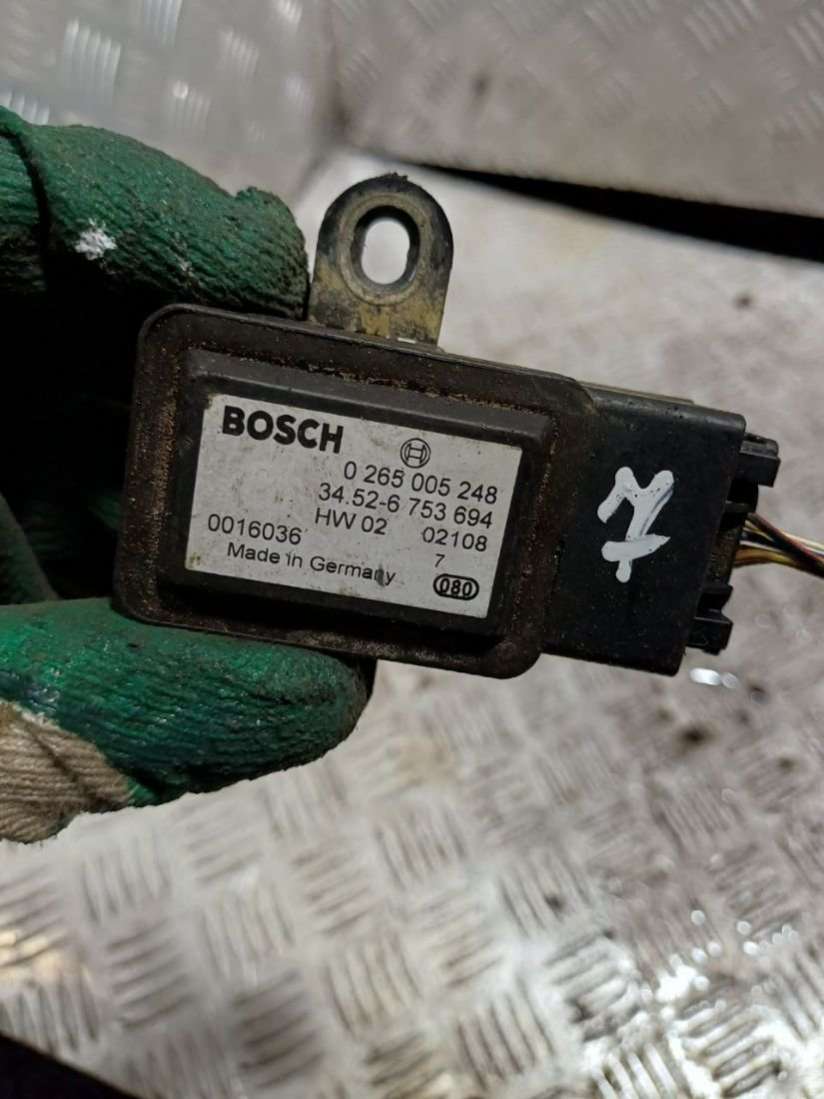 BOSCH
0 265 005 248
34.52-6 753 694
HW 02 02108
0016036 7
Made in Germany 080